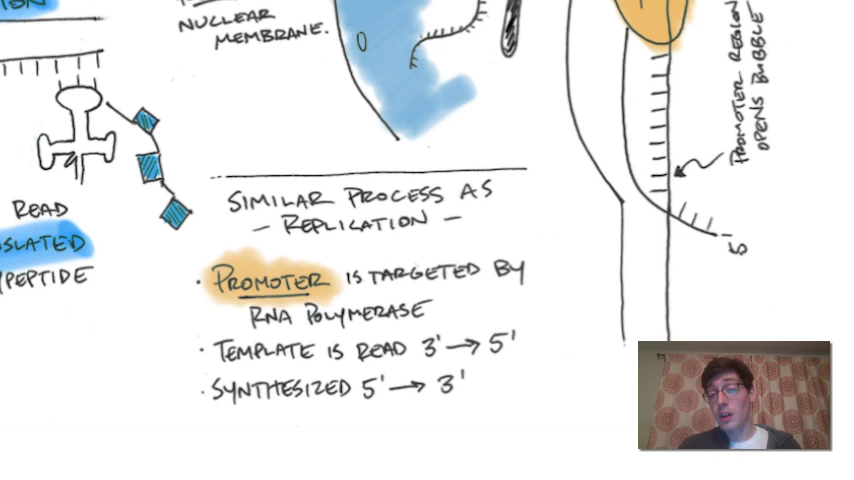 ION
NUCLEAR
MEMBRANE.
READ
SLATED
PEPTIDE
SIMILAR PROCESS AS
- REPLICATION -
· PROMOTER IS TARGETED BY
RNA POLYMERASE
· TEMPLATE IS READ 3' → 5'
· SYNTHESIZED 5' → 3'
PROMOTER REGION
OPENS BUBBLE
5'